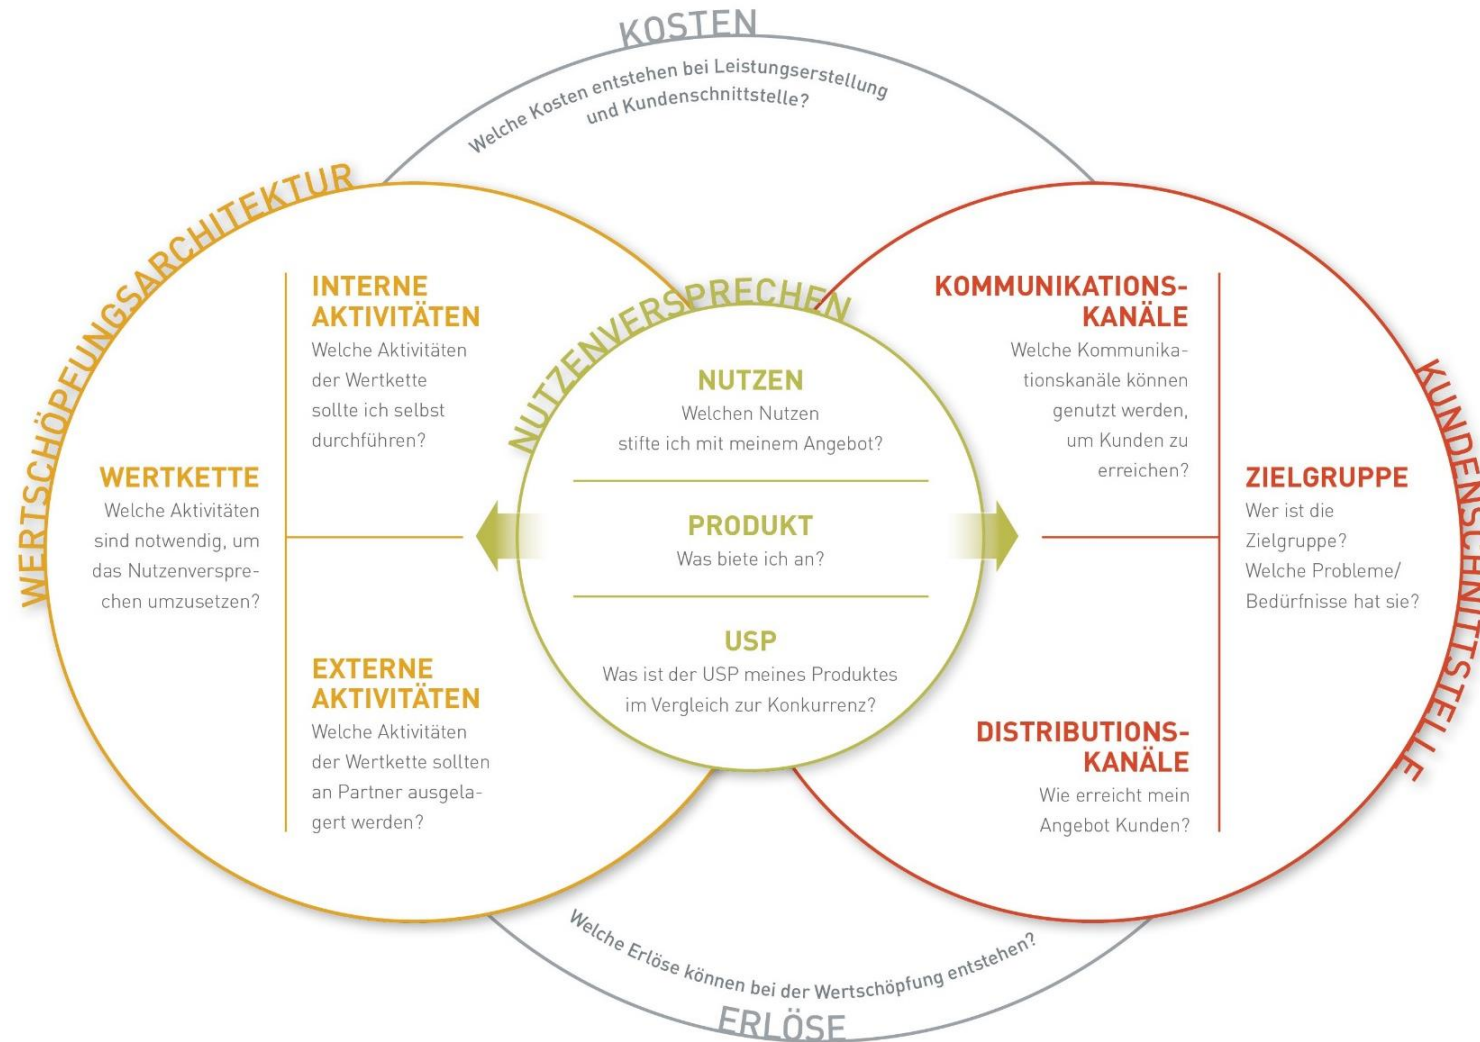 KOSTEN
Welche Kosten entstehen bei Leistungserstellung
und Kundenschnittstelle?
WERTSCHÖPFUNGSARCHITEKTUR
INTERNE
AKTIVITÄTEN
Welche Aktivitäten
der Wertkette
sollte ich selbst
durchführen?
WERTKETTE
Welche Aktivitäten
sind notwendig, um
das Nutzenverspre-
chen umzusetzen?
EXTERNE
AKTIVITÄTEN
Welche Aktivitäten
der Wertkette sollten
an Partner ausgela-
gert werden?
NUTZENVERSPRECHEN
NUTZEN
Welchen Nutzen
stifte ich mit meinem Angebot?
PRODUKT
Was biete ich an?
USP
Was ist der USP meines Produktes
im Vergleich zur Konkurrenz?
KUNDENSCHNITTSTELLE
KOMMUNIKATIONS-
KANÄLE
Welche Kommunika-
tionskanäle können
genutzt werden,
um Kunden zu
erreichen?
ZIELGRUPPE
Wer ist die
Zielgruppe?
Welche Probleme/
Bedürfnisse hat sie?
DISTRIBUTIONS-
KANÄLE
Wie erreicht mein
Angebot Kunden?
Welche Erlöse können bei der Wertschöpfung entstehen?
ERLÖSE